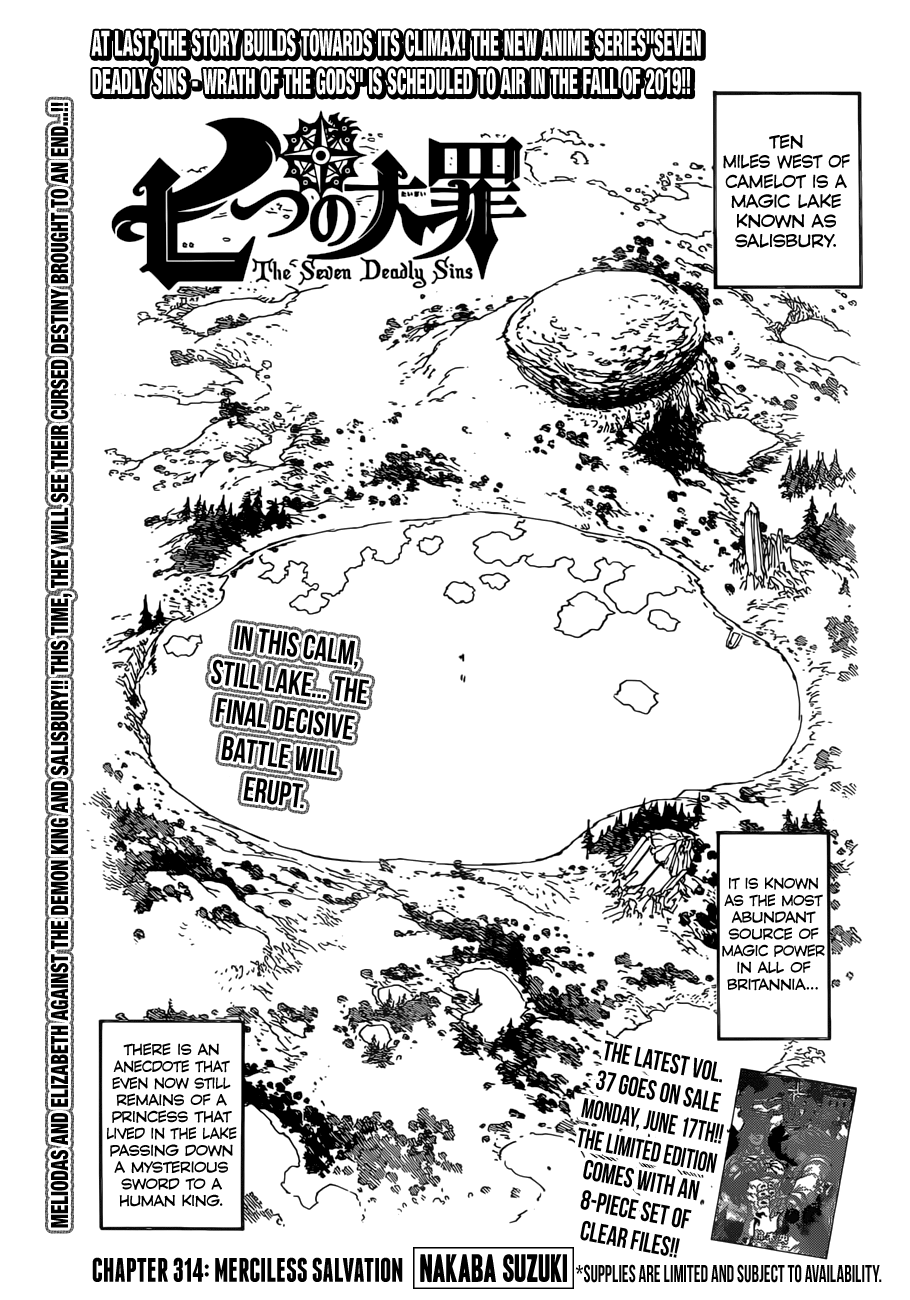 AT LAST, THE STORY BUILDS TOWARDS ITS CLIMAX! THE NEW ANIME SERIES"SEVEN
DEADLY SINS - WRATH OF THE GODS" IS SCHEDULED TO AIR IN THE FALL OF 2019!!
MELIODAS AND ELIZABETH AGAINST THE DEMON KING AND SALISBURY!! THIS TIME, THEY WILL SEE THEIR CURSED DESTINY BROUGHT TO AN END...!!
七つの大罪
たいざい
The Seven Deadly Sins
TEN
MILES WEST OF
CAMELOT IS A
MAGIC LAKE
KNOWN AS
SALISBURY.
IN THIS CALM,
STILL LAKE... THE
FINAL DECISIVE
BATTLE WILL
ERUPT.
IT IS KNOWN
AS THE MOST
ABUNDANT
SOURCE OF
MAGIC POWER
IN ALL OF
BRITANNIA...
THERE IS AN
ANECDOTE THAT
EVEN NOW STILL
REMAINS OF A
PRINCESS THAT
LIVED IN THE LAKE
PASSING DOWN
A MYSTERIOUS
SWORD TO A
HUMAN KING.
THE LATEST VOL.
37 GOES ON SALE
MONDAY, JUNE 17TH!!
THE LIMITED EDITION
COMES WITH AN
8-PIECE SET OF
CLEAR FILES!!
CHAPTER 314: MERCILESS SALVATION
NAKABA SUZUKI
*SUPPLIES ARE LIMITED AND SUBJECT TO AVAILABILITY.